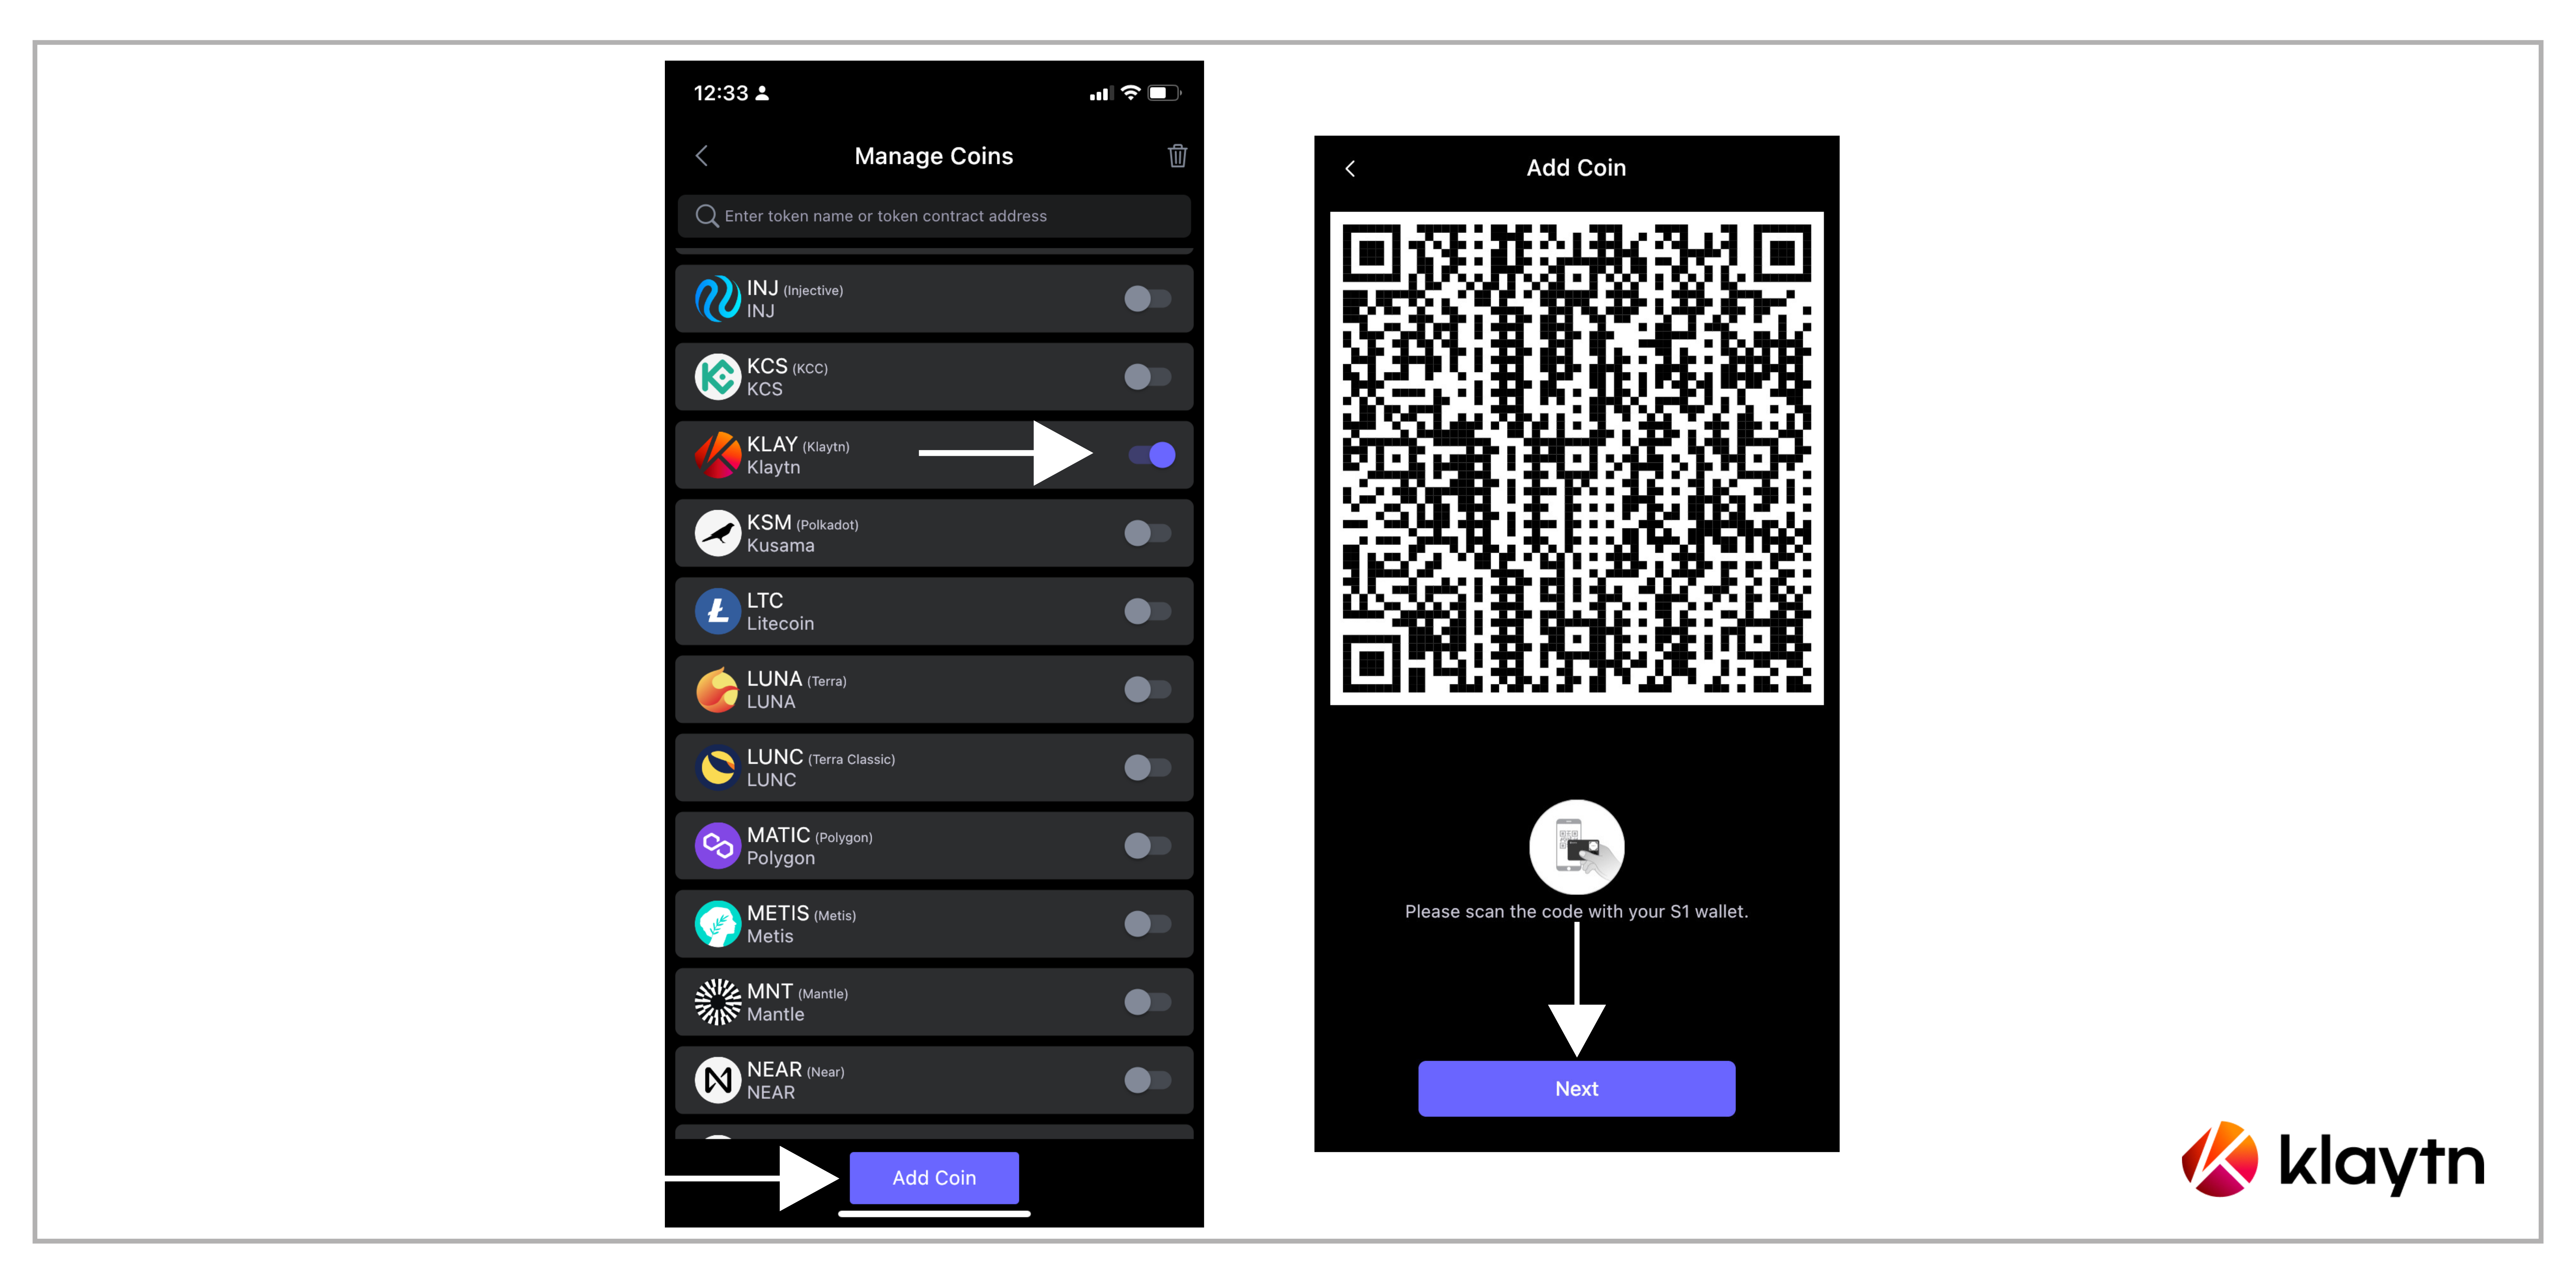 12:33
Manage Coins
Enter token name or token contract address
INJ (Injective)
INJ
KCS (KCC)
KCS
KLAY (Klaytn)
Klaytn
KSM (Polkadot)
Kusama
LTC
Litecoin
LUNA (Terra)
LUNA
LUNC (Terra Classic)
LUNC
MATIC (Polygon)
Polygon
METIS (Metis)
Metis
MNT (Mantle)
Mantle
NEAR (Near)
NEAR
Add Coin
Add Coin
Please scan the code with your S1 wallet.
Next
klaytn